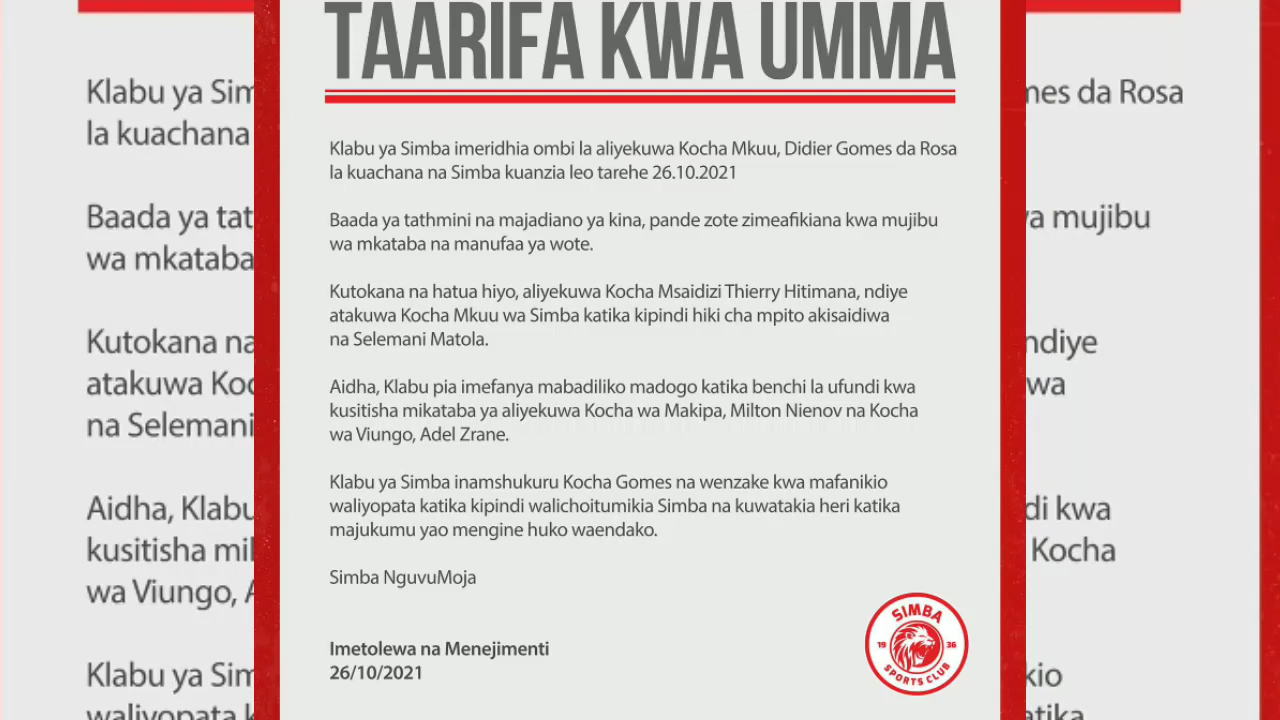 TAARIFA KWA UMMA
Klabu ya Simba imeridhia ombi la aliyekuwa Kocha Mkuu, Didier Gomes da Rosa
la kuachana na Simba kuanzia leo tarehe 26.10.2021
Baada ya tathmini na majadiano ya kina, pande zote zimeafikiana kwa mujibu
wa mkataba na manufaa ya wote.
Kutokana na hatua hiyo, aliyekuwa Kocha Msaidizi Thierry Hitimana, ndiye
atakuwa Kocha Mkuu wa Simba katika kipindi hiki cha mpito akisaidiwa
na Selemani Matola.
Aidha, Klabu pia imefanya mabadiliko madogo katika benchi la ufundi kwa
kusitisha mikataba ya aliyekuwa Kocha wa Makipa, Milton Nienov na Kocha
wa Viungo, Adel Zrane.
Klabu ya Simba inamshukuru Kocha Gomes na wenzake kwa mafanikio
waliyopata katika kipindi walichoitumikia Simba na kuwatakia heri katika
majukumu yao mengine huko waendako.
Simba NguvuMoja
Imetolewa na Menejimenti
26/10/2021
SIMBA
19 36
SPORTS CLUB